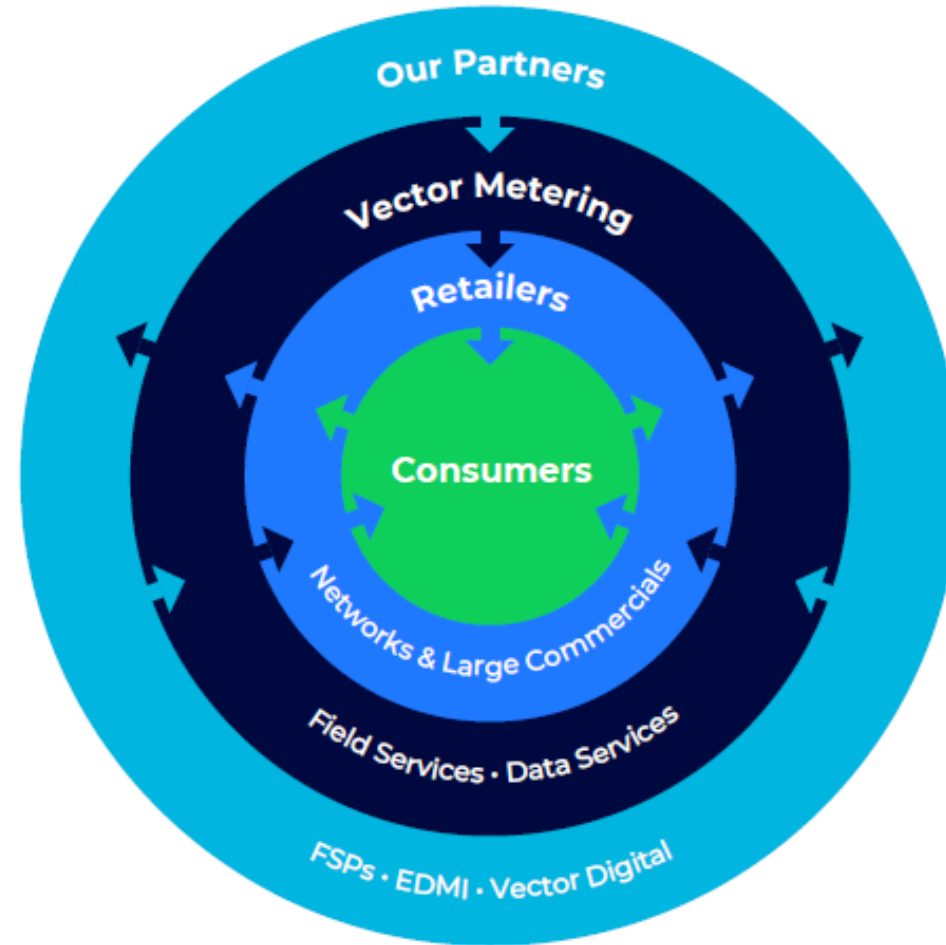 Our Partners
Vector Metering
Retailers
Consumers
Networks & Large Commercials
Field Services · Data Services
FSPs · EDMI · Vector Digital